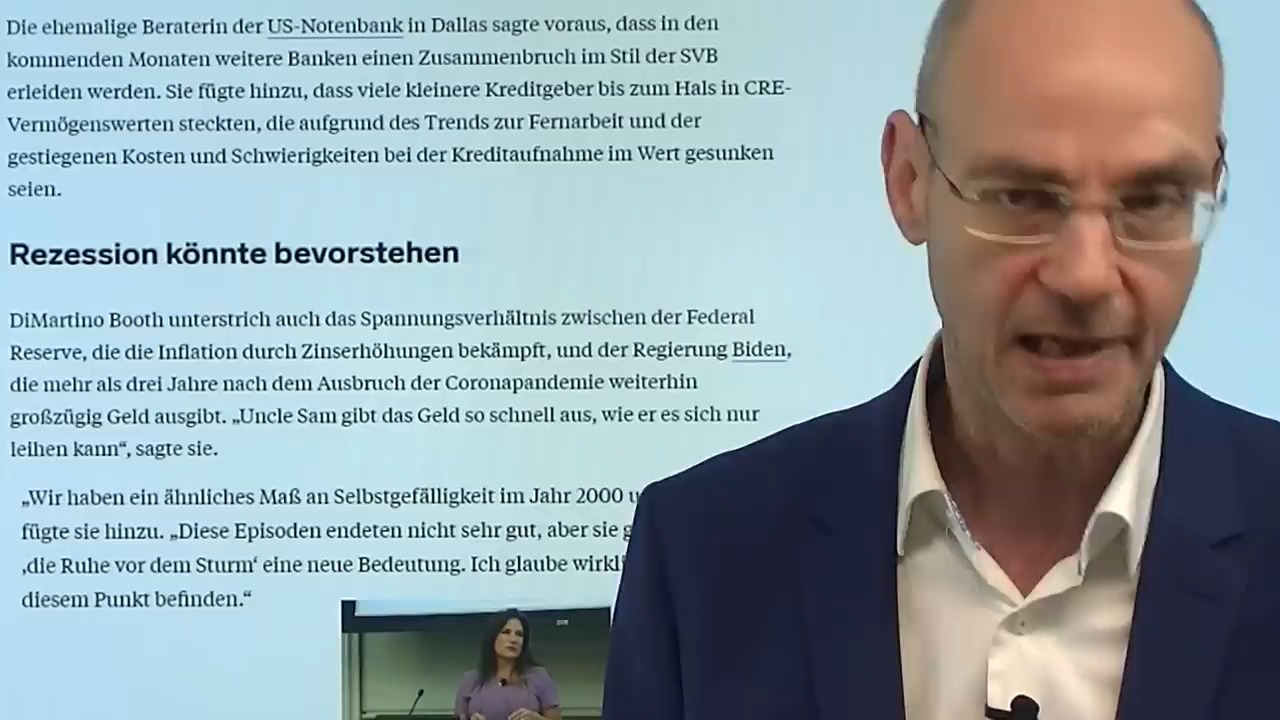 Die ehemalige Beraterin der US-Notenbank in Dallas sagte voraus, dass in den
kommenden Monaten weitere Banken einen Zusammenbruch im Stil der SVB
erleiden werden. Sie fügte hinzu, dass viele kleinere Kreditgeber bis zum Hals in CRE-
Vermögenswerten steckten, die aufgrund des Trends zur Fernarbeit und der
gestiegenen Kosten und Schwierigkeiten bei der Kreditaufnahme im Wert gesunken
seien.
Rezession könnte bevorstehen
DiMartino Booth unterstrich auch das Spannungsverhältnis zwischen der Federal
Reserve, die die Inflation durch Zinserhöhungen bekämpft, und der Regierung Biden,
die mehr als drei Jahre nach dem Ausbruch der Coronapandemie weiterhin
großzügig Geld ausgibt. „Uncle Sam gibt das Geld so schnell aus, wie er es sich nur
leihen kann“, sagte sie.
„Wir haben ein ähnliches Maß an Selbstgefälligkeit im Jahr 2000
fügte sie hinzu. „Diese Episoden endeten nicht sehr gut, aber sie
‚die Ruhe vor dem Sturm‘ eine neue Bedeutung. Ich glaube
diesem Punkt befinden.“